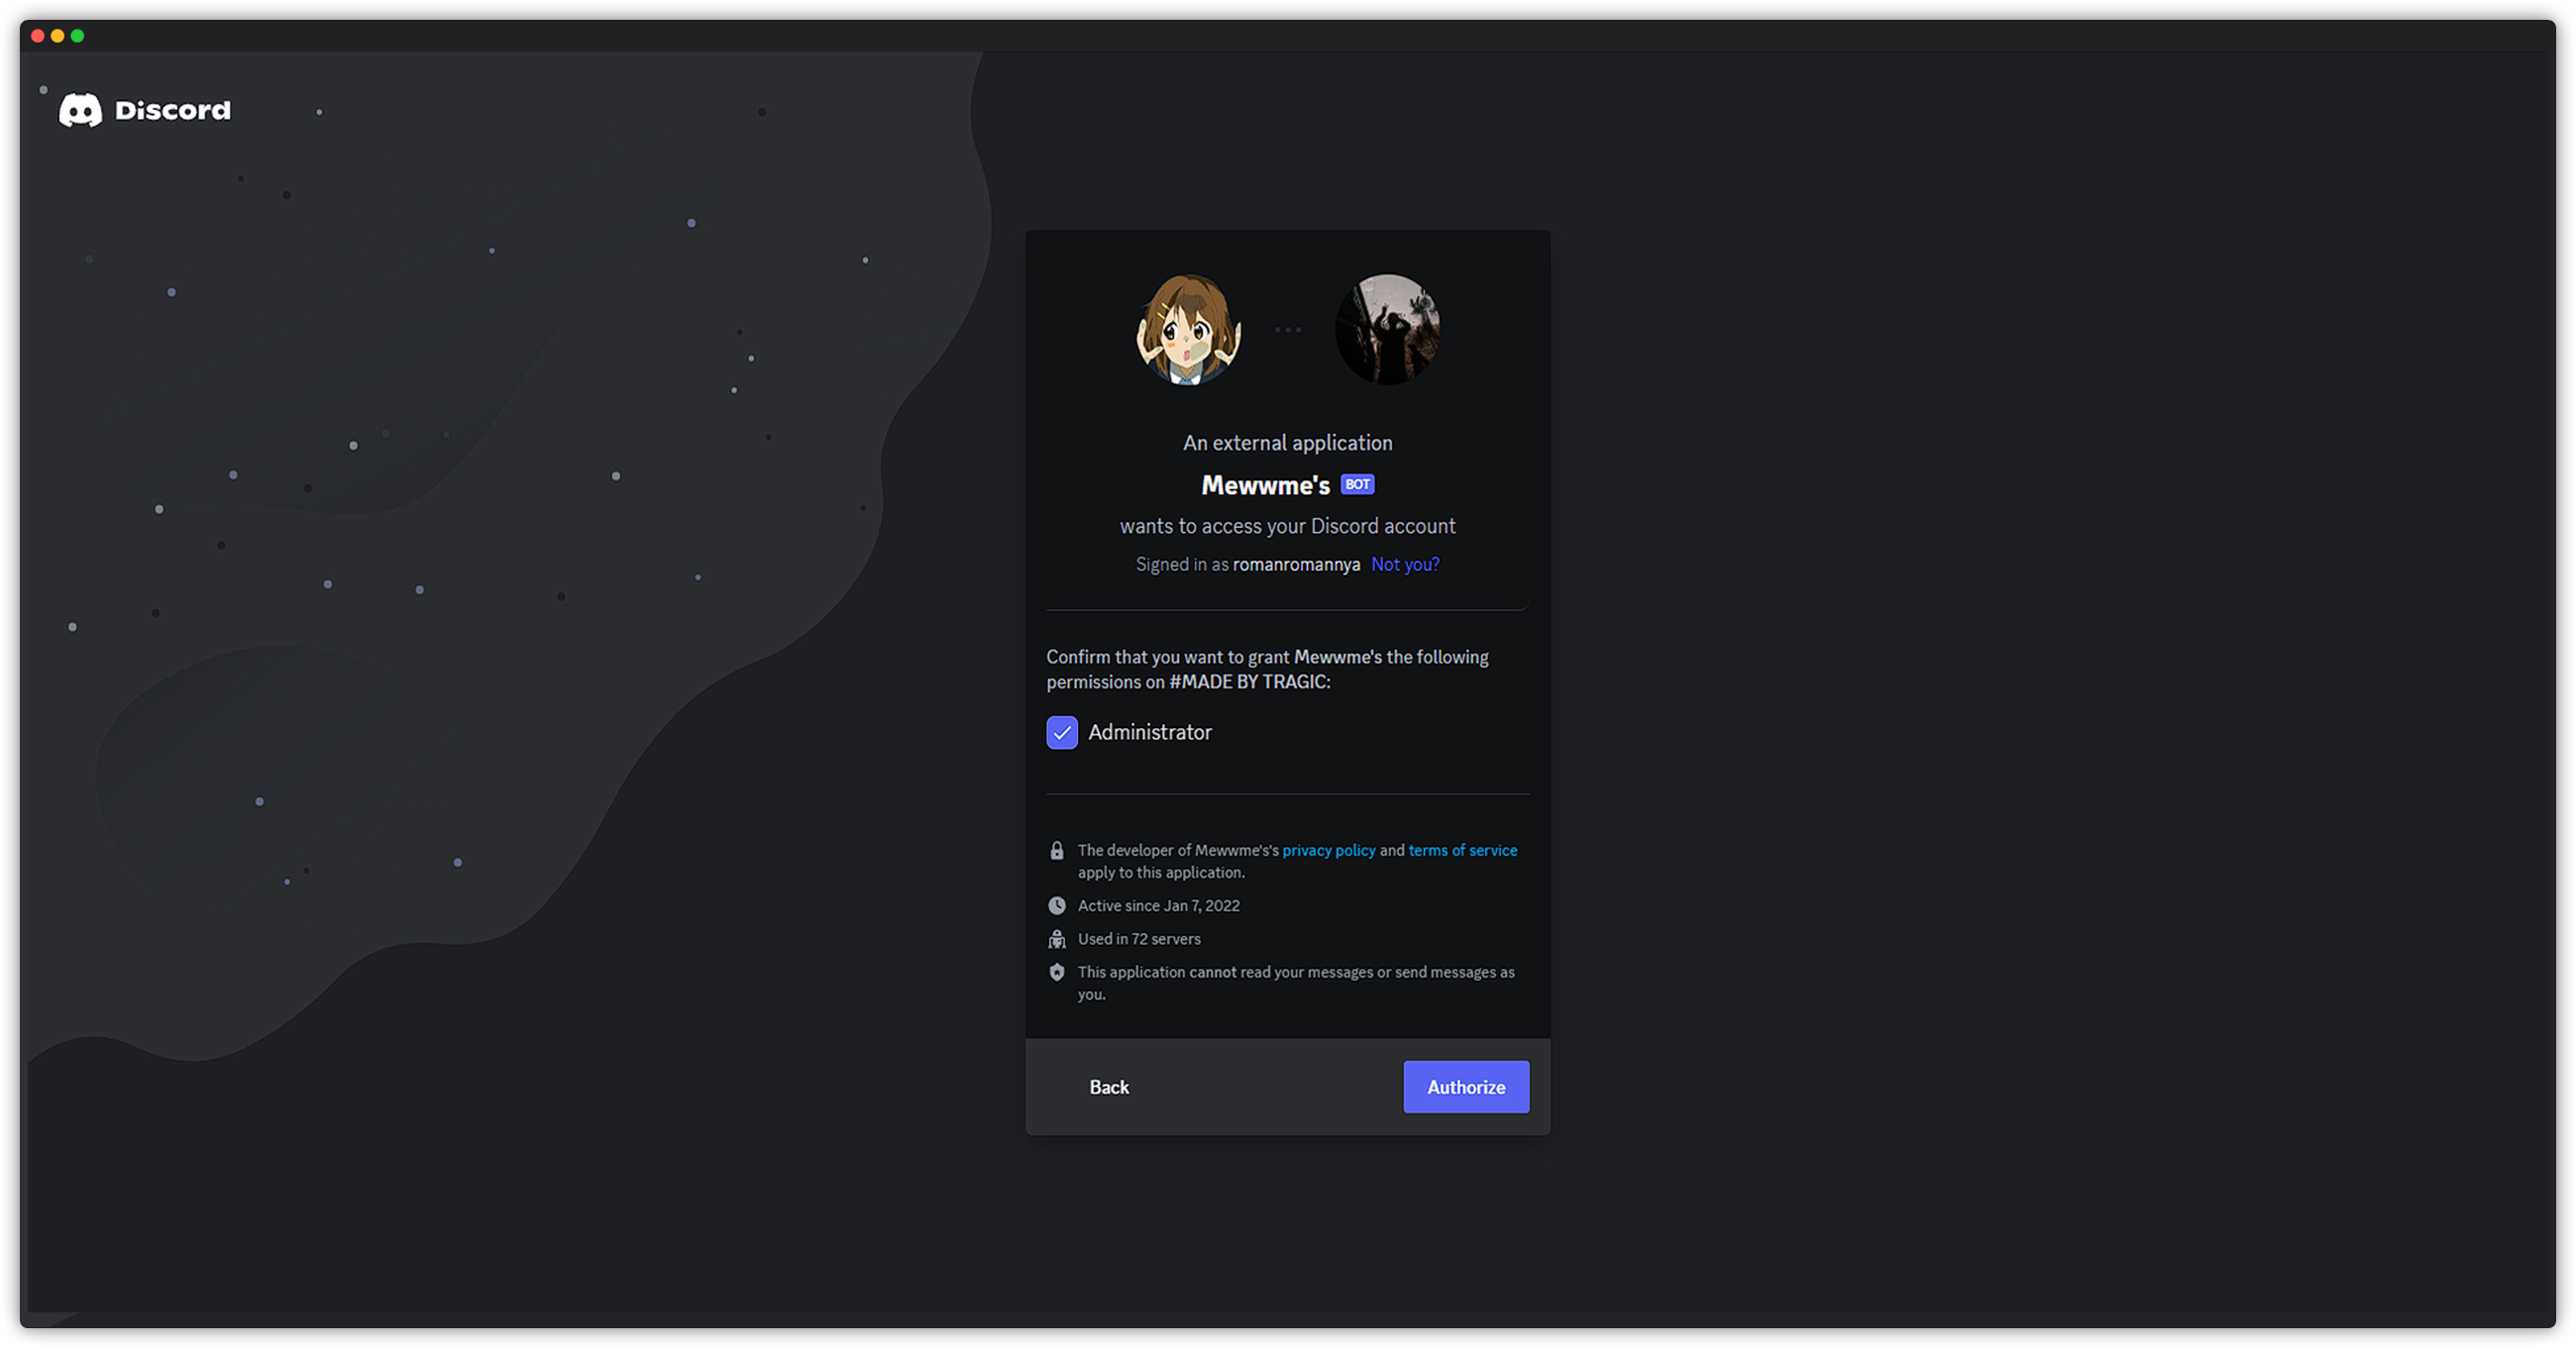 Discord
An external application
Mewwme's BOT
wants to access your Discord account
Signed in as romanromannya Not you?
Confirm that you want to grant Mewwme's the following
permissions on #MADE BY TRAGIC:
Administrator
The developer of Mewwme's's privacy policy and terms of service
apply to this application.
Active since Jan 7, 2022
Used in 72 servers
This application cannot read your messages or send messages as
you.
Back
Authorize